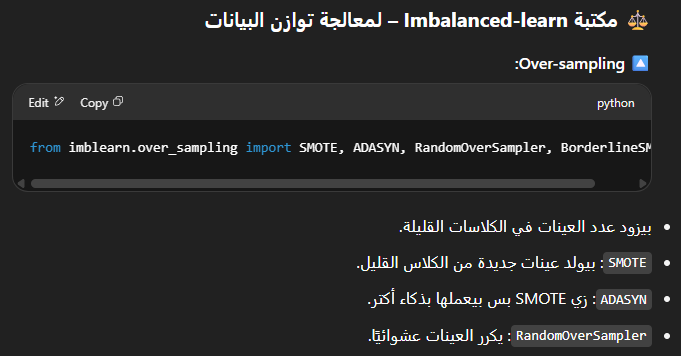 ⚖️ مكتبة Imbalanced-learn – لمعالجة توازن البيانات
🔼 Over-sampling:
python Copy Edit
from imblearn.over_sampling import SMOTE, ADASYN, RandomOverSampler, BorderlineSM
• بيزود عدد العينات في الكلاسات القليلة.
• SMOTE: بيولد عينات جديدة من الكلاس القليل.
• ADASYN: زي SMOTE بس بيعملها بذكاء أكتر.
• RandomOverSampler: يكرر العينات عشوائيًا.